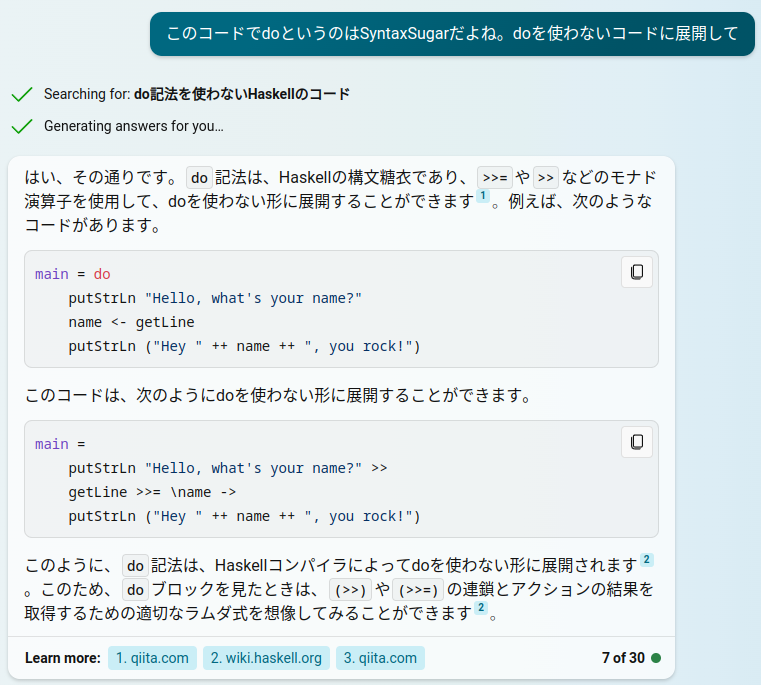 このコードでdoというのはSyntaxSugarだよね。doを使わないコードに展開して
Searching for: do記法を使わないHaskellのコード
Generating answers for you…
はい、その通りです。 do 記法は、Haskellの構文糖衣であり、 >>= や >> などのモナド
演算子を使用して、doを使わない形に展開することができます 1 。例えば、次のような
コードがあります。
main = do
    putStrLn "Hello, what's your name?"
    name <- getLine
    putStrLn ("Hey " ++ name ++ ", you rock!")
このコードは、次のようにdoを使わない形に展開することができます。
main =
    putStrLn "Hello, what's your name?" >>
    getLine >>= \name ->
    putStrLn ("Hey " ++ name ++ ", you rock!")
このように、 do 記法は、Haskellコンパイラによってdoを使わない形に展開されます 2
。このため、 do ブロックを見たときは、 (>>) や (>>=) の連鎖とアクションの結果を
取得するための適切なラムダ式を想像してみることができます 2 。
Learn more: 1. qiita.com 2. wiki.haskell.org 3. qiita.com 7 of 30